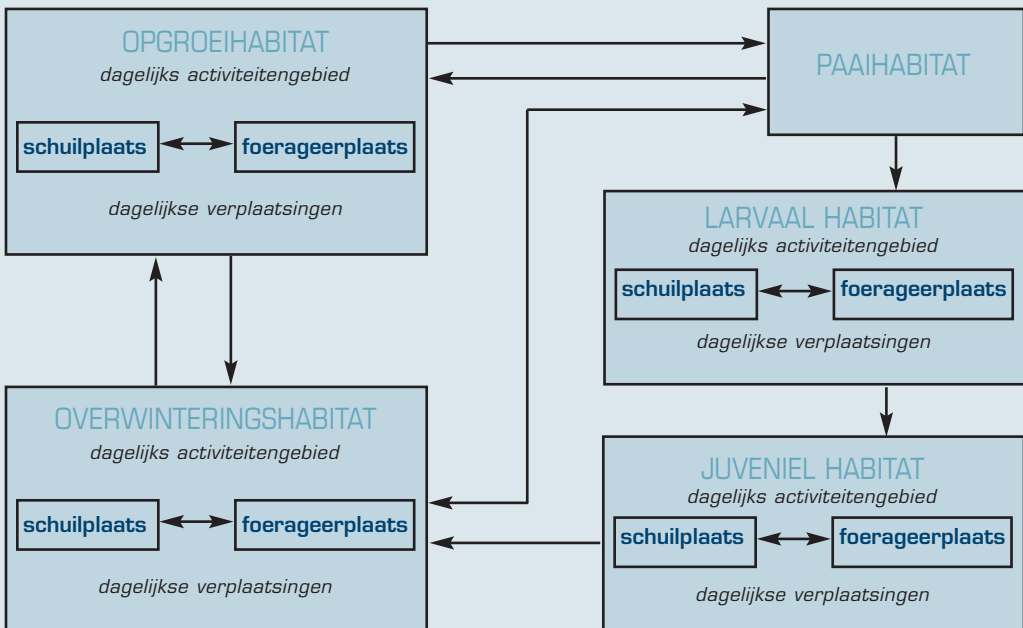 OPGROEIHABITAT
dagelijks activiteitengebied
schuilplaats
foerageerplaats
dagelijkse verplaatsingen
PAAIHABITAT
LARVAAL HABITAT
dagelijks activiteitengebied
schuilplaats
foerageerplaats
dagelijkse verplaatsingen
OVERWINTERINGSHABITAT
dagelijks activiteitengebied
schuilplaats
foerageerplaats
dagelijkse verplaatsingen
JUVENIEL HABITAT
dagelijks activiteitengebied
schuilplaats
foerageerplaats
dagelijkse verplaatsingen